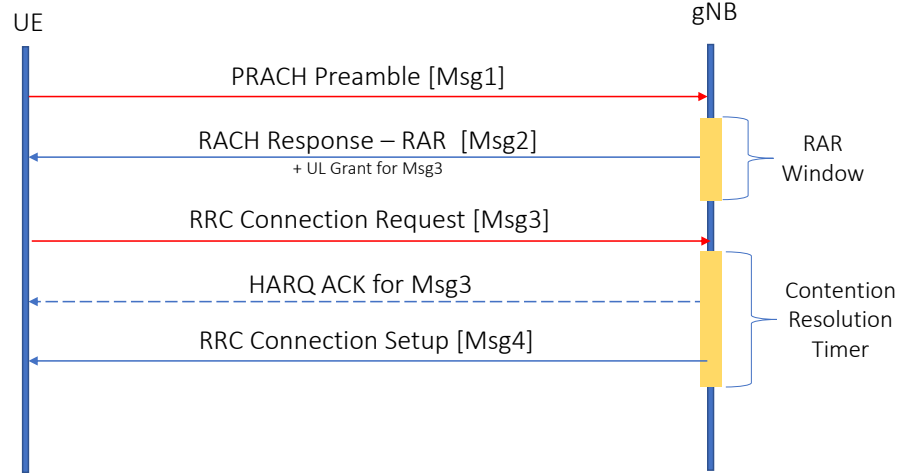 UE
gNB
PRACH Preamble [Msg1]
RACH Response – RAR [Msg2]
+ UL Grant for Msg3
RAR
Window
RRC Connection Request [Msg3]
HARQ ACK for Msg3
RRC Connection Setup [Msg4]
Contention
Resolution
Timer